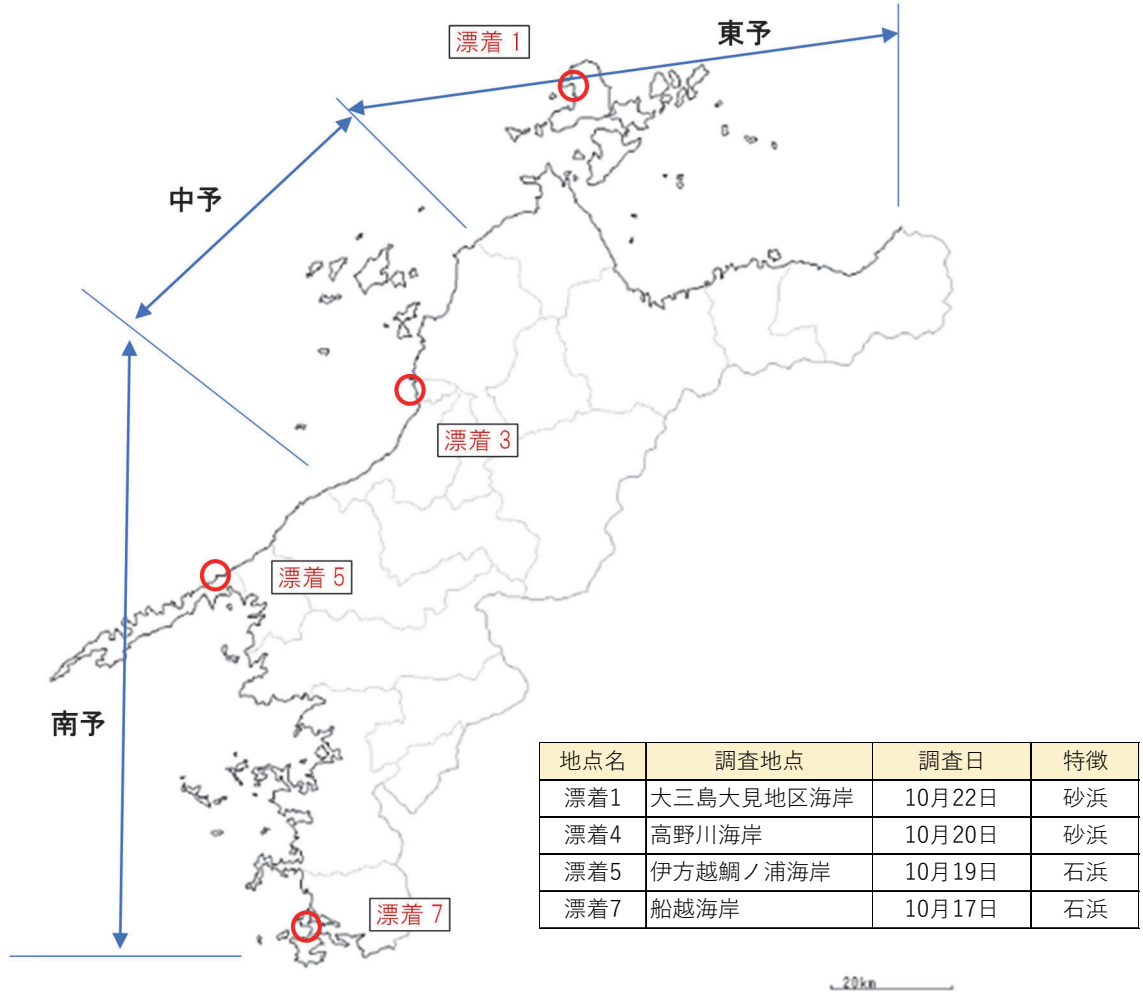 漂着 1
東予
中予
漂着 3
漂着 5
南予
漂着 7
地点名 調査地点 調査日 特徴
漂着1 大三島大見地区海岸 10月22日 砂浜
漂着4 高野川海岸 10月20日 砂浜
漂着5 伊方越鯛ノ浦海岸 10月19日 石浜
漂着7 船越海岸 10月17日 石浜
20km